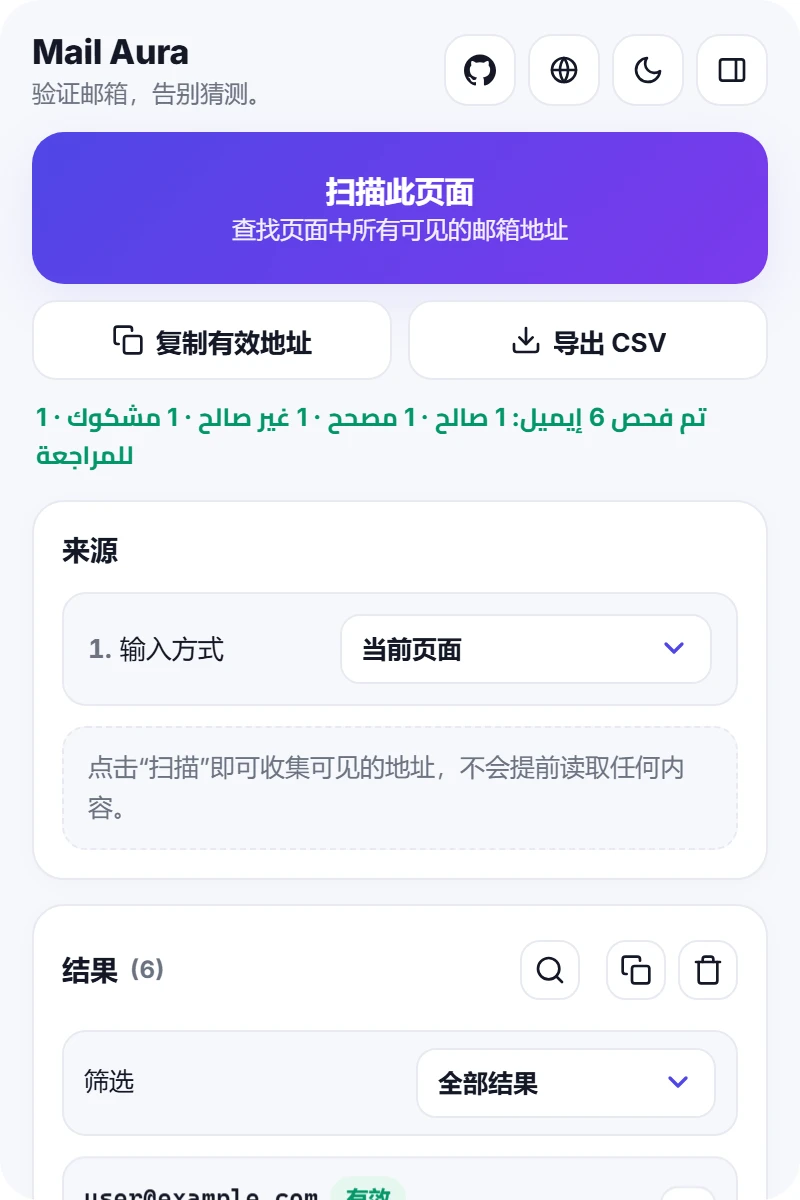 Mail Aura
验证邮箱，告别猜测。
扫描此页面
查找页面中所有可见的邮箱地址
复制有效地址
导出 CSV
تم فحص 6 إيميل: 1 صالح · 1 مصحح · 1 غير صالح · 1 مشكوك · 1
للمراجعة
来源
1. 输入方式
当前页面
点击“扫描”即可收集可见的地址，不会提前读取任何内
容。
结果 (6)
筛选
全部结果
user@example.com 有效